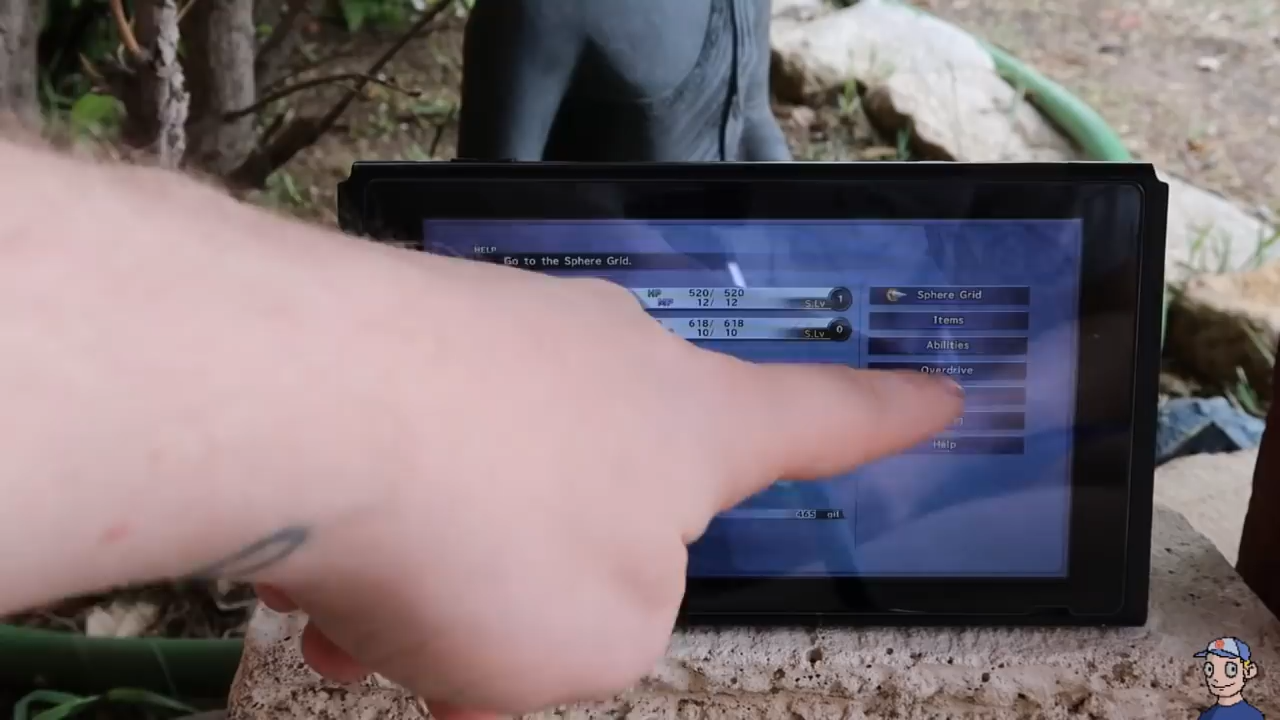 HELP
Go to the Sphere Grid.
HP 520/ 520
MP 12/ 12
S.Lv 1
618/ 618
10/ 10
S.Lv 0
Sphere Grid
Items
Abilities
Overdrive
Help
465 gil